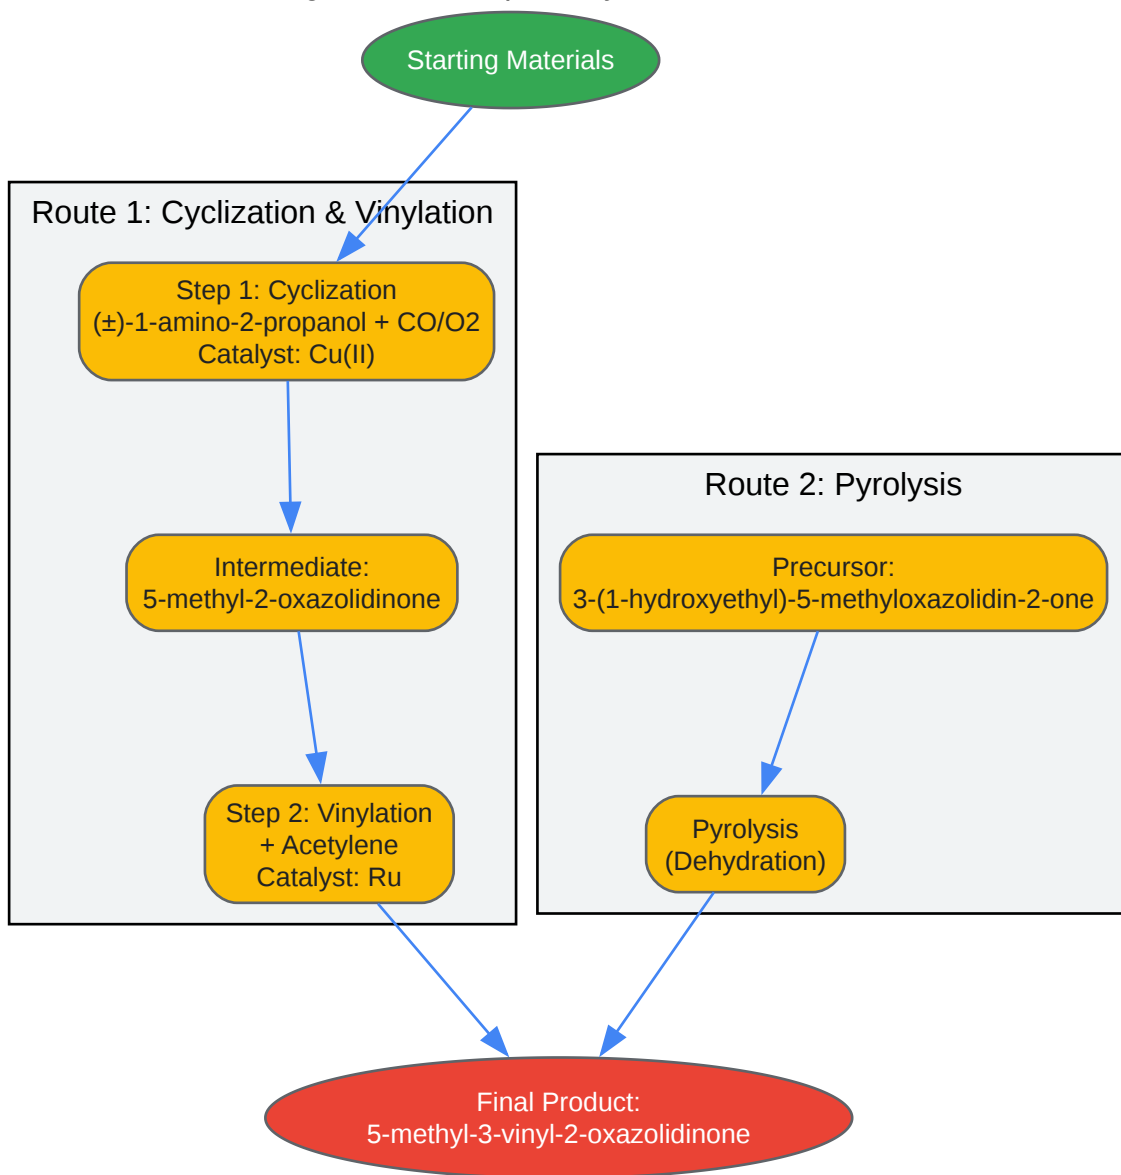 Starting Materials
Route 1: Cyclization & Vinylation
Step 1: Cyclization
(±)-1-amino-2-propanol + CO/O2
Catalyst: Cu(II)
Route 2: Pyrolysis
Intermediate:
5-methyl-2-oxazolidinone
Precursor:
3-(1-hydroxyethyl)-5-methyloxazolidin-2-one
Step 2: Vinylation
+ Acetylene
Catalyst: Ru
Pyrolysis
(Dehydration)
Final Product:
5-methyl-3-vinyl-2-oxazolidinone